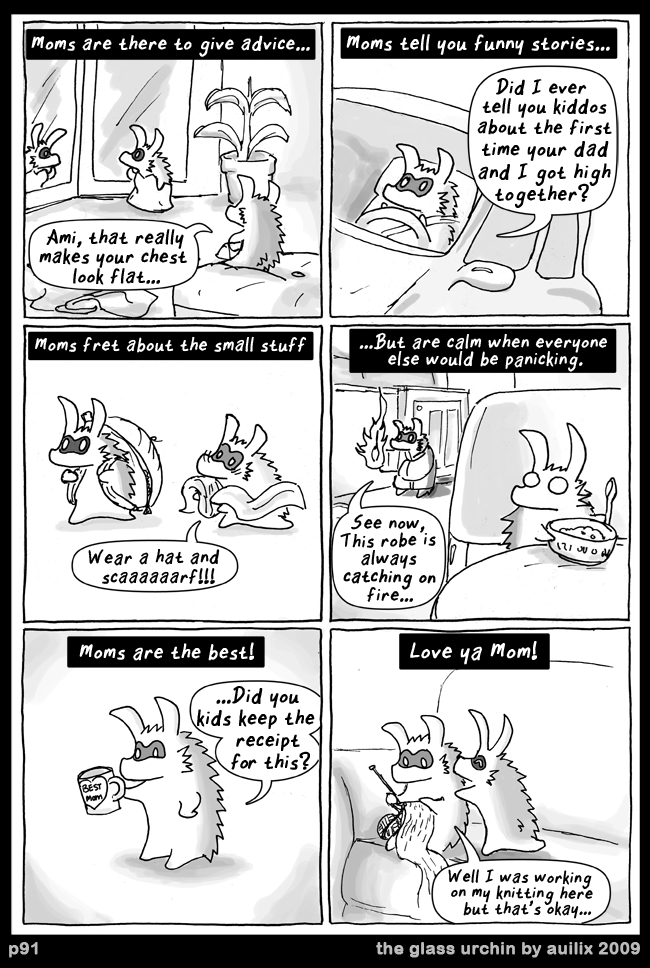 Moms are there to give advice...
Ami, that really
makes your chest
look flat...
Moms tell you funny stories...
Did I ever
tell you kiddos
about the first
time your dad
and I got high
together?
Moms fret about the small stuff
Wear a hat and
scaaaaaarf!!!
...But are calm when everyone
else would be panicking.
See now,
This robe is
always
catching on
fire...
Moms are the best!
...Did you
kids keep the
receipt
for this?
BEST
Mom
Love ya Mom!
Well I was working
on my knitting here
but that's okay...
p91
the glass urchin by auilix 2009